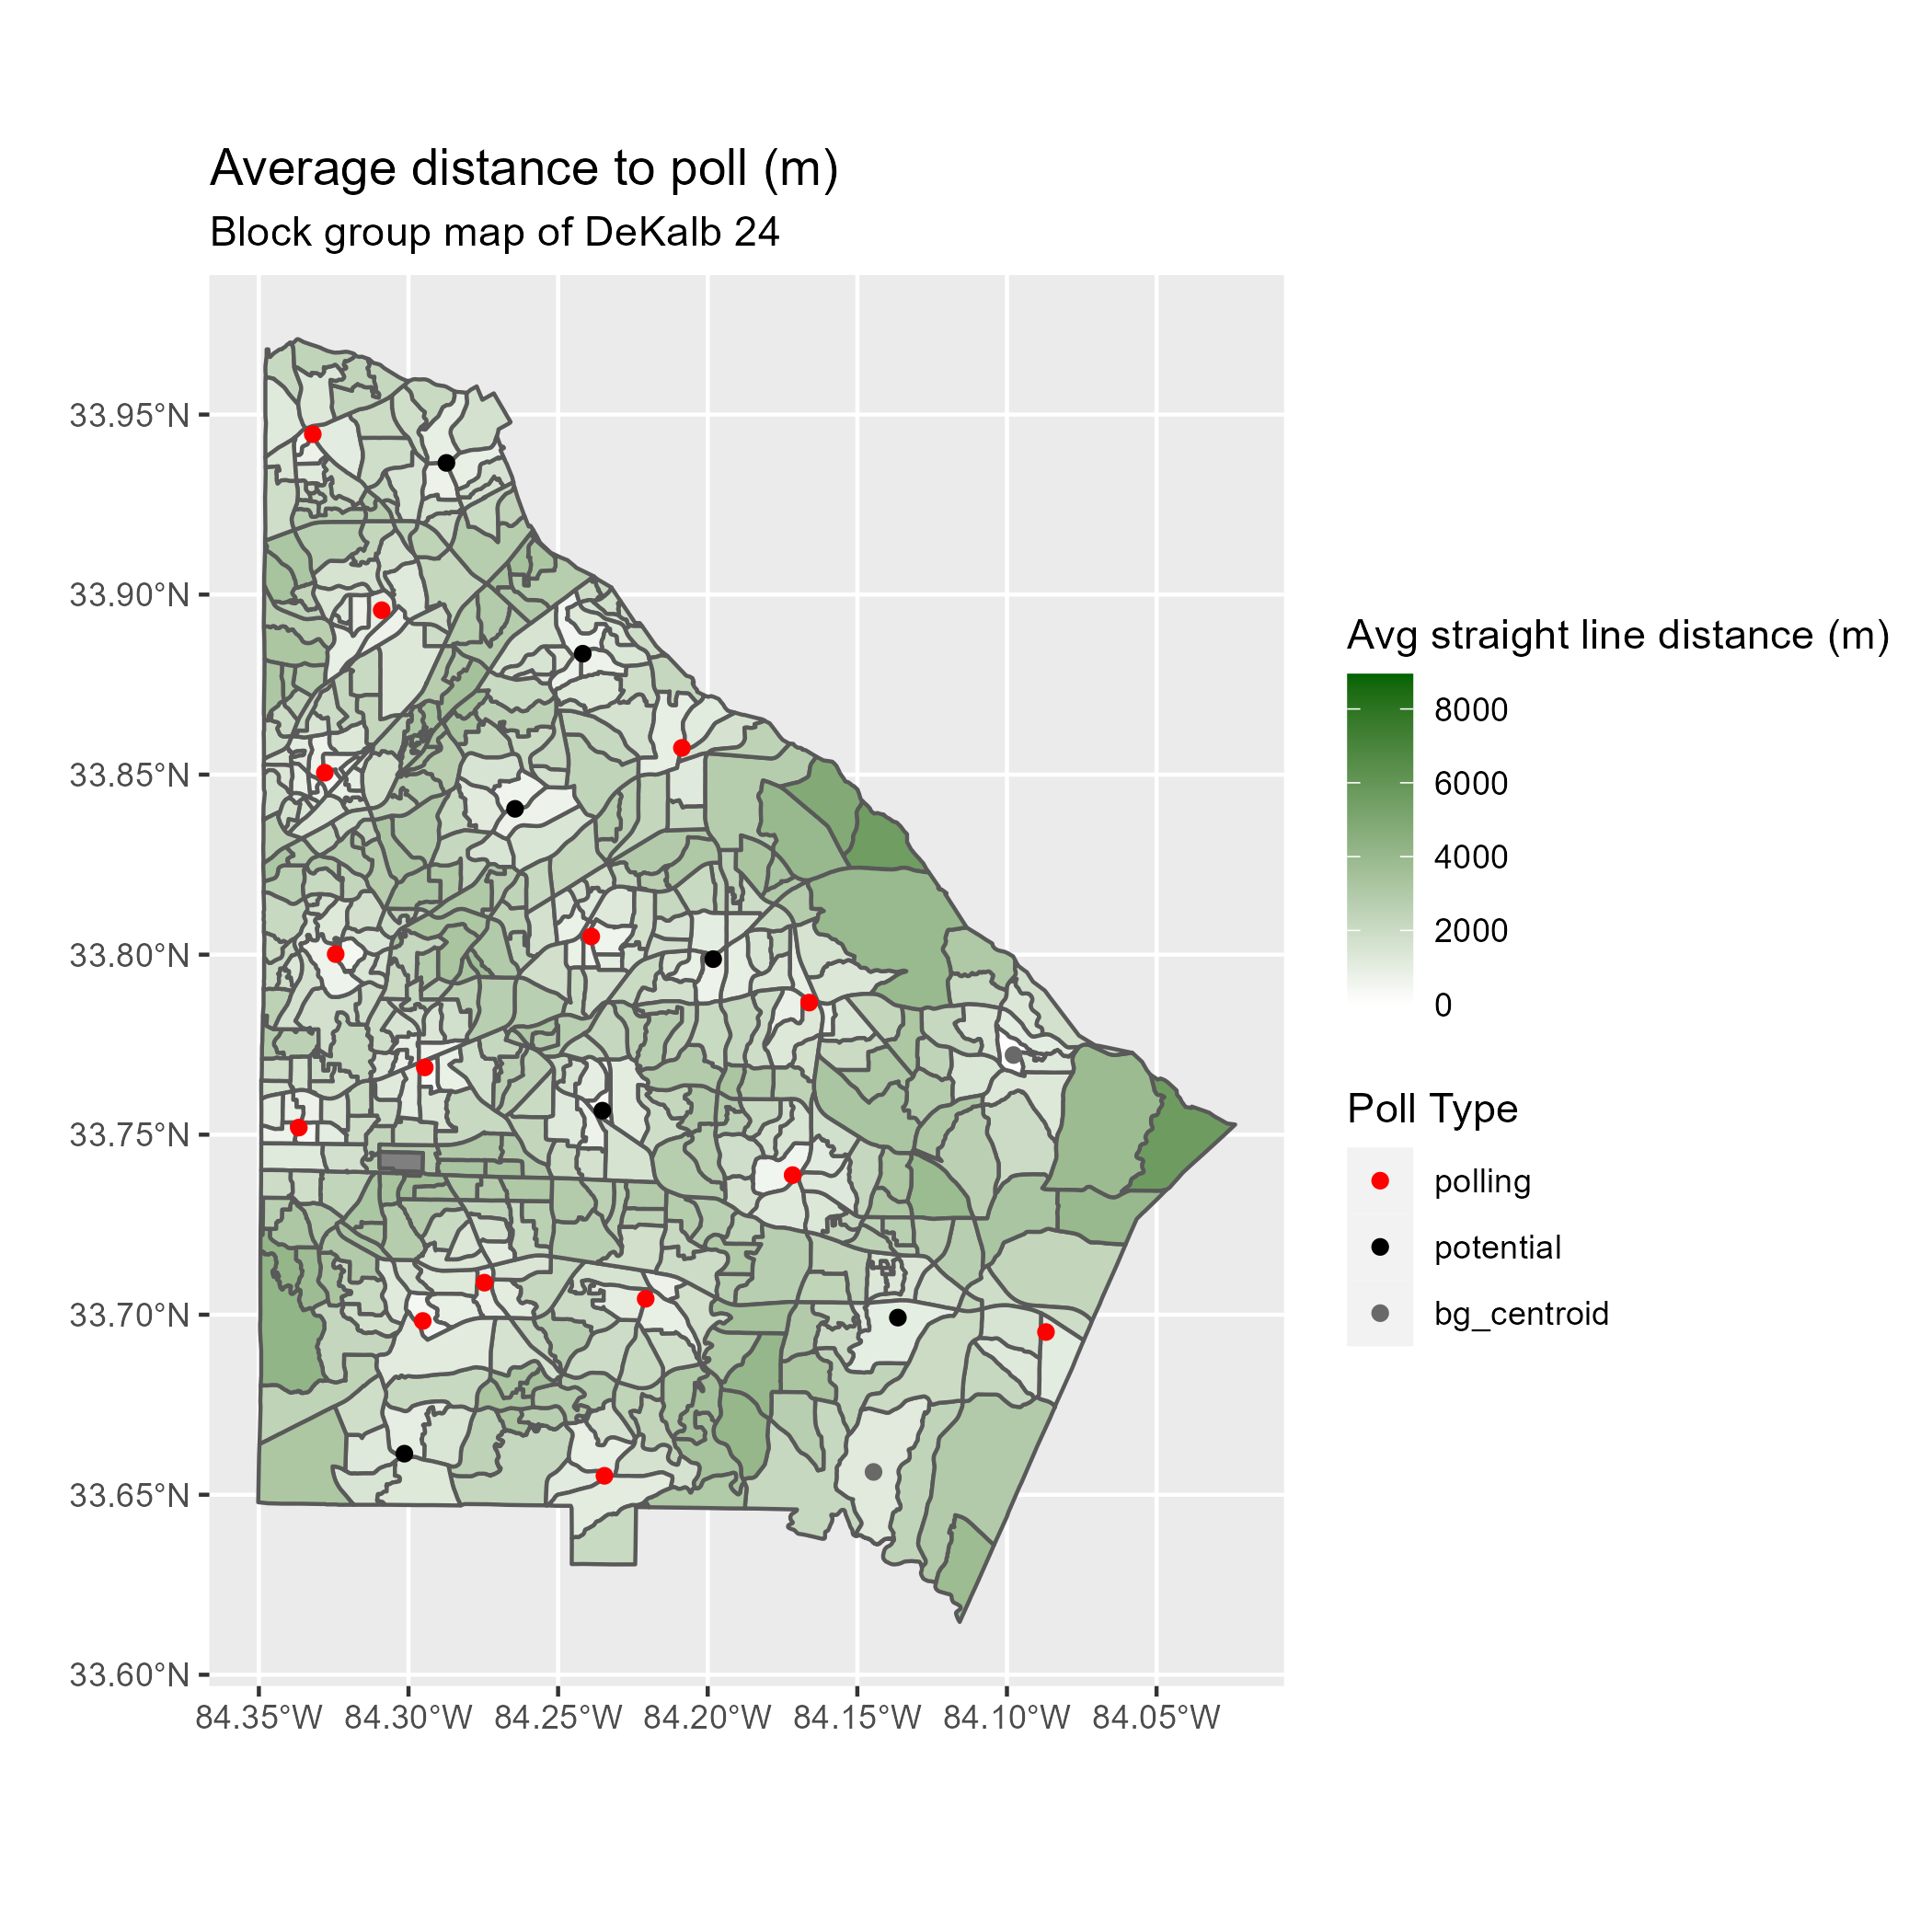 Average distance to poll (m)
Block group map of DeKalb 24
33.95°N
33.90°N
33.85°N
33.80°N
33.75°N
33.70°N
33.65°N
33.60°N
84.35°W 84.30°W 84.25°W 84.20°W 84.15°W 84.10°W 84.05°W
Avg straight line distance (m)
8000
6000
4000
2000
0
Poll Type
polling
potential
bg_centroid